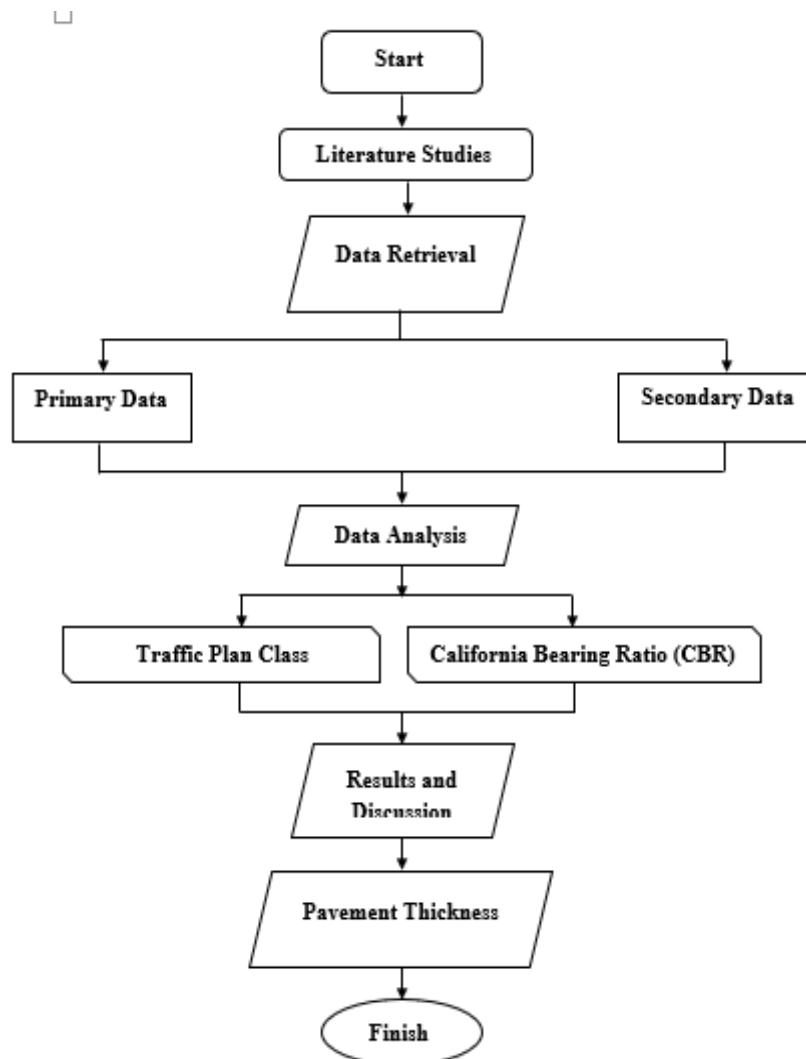 Start
Literature Studies
Data Retrieval
Primary Data
Secondary Data
Data Analysis
Traffic Plan Class
California Bearing Ratio (CBR)
Results and
Discussion
Pavement Thickness
Finish